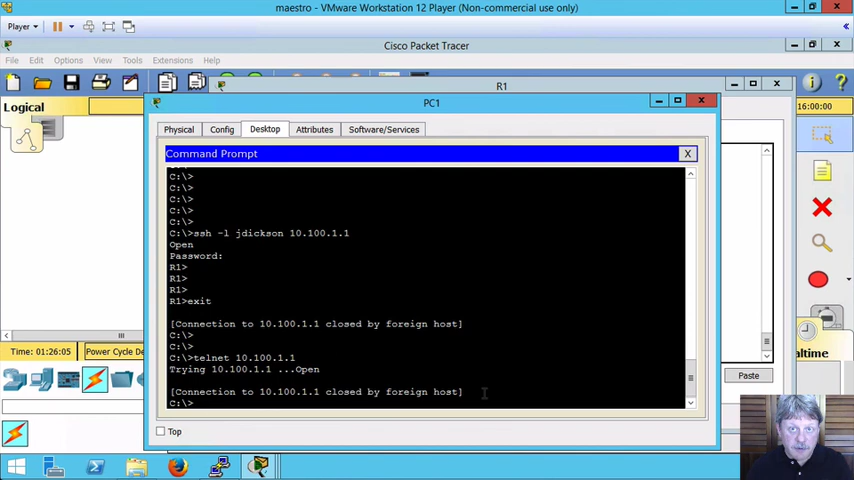 maestro - VMware Workstation 12 Player (Non-commercial use only)
Player
Cisco Packet Tracer
File Edit Options View Tools Extensions Help
R1
Logical
PC1
16:00:00
Physical Config Desktop Attributes Software/Services
Command Prompt X
C:\>
C:\>
C:\>
C:\>
C:\>
C:\>ssh -l jdickson 10.100.1.1
Open
Password:
R1>
R1>
R1>
R1>exit
[Connection to 10.100.1.1 closed by foreign host]
C:\>
C:\>
C:\>telnet 10.100.1.1
Trying 10.100.1.1 ...Open
[Connection to 10.100.1.1 closed by foreign host]
C:\>
Time: 01:26:05 Power Cycle De
ealtime
Paste
Top